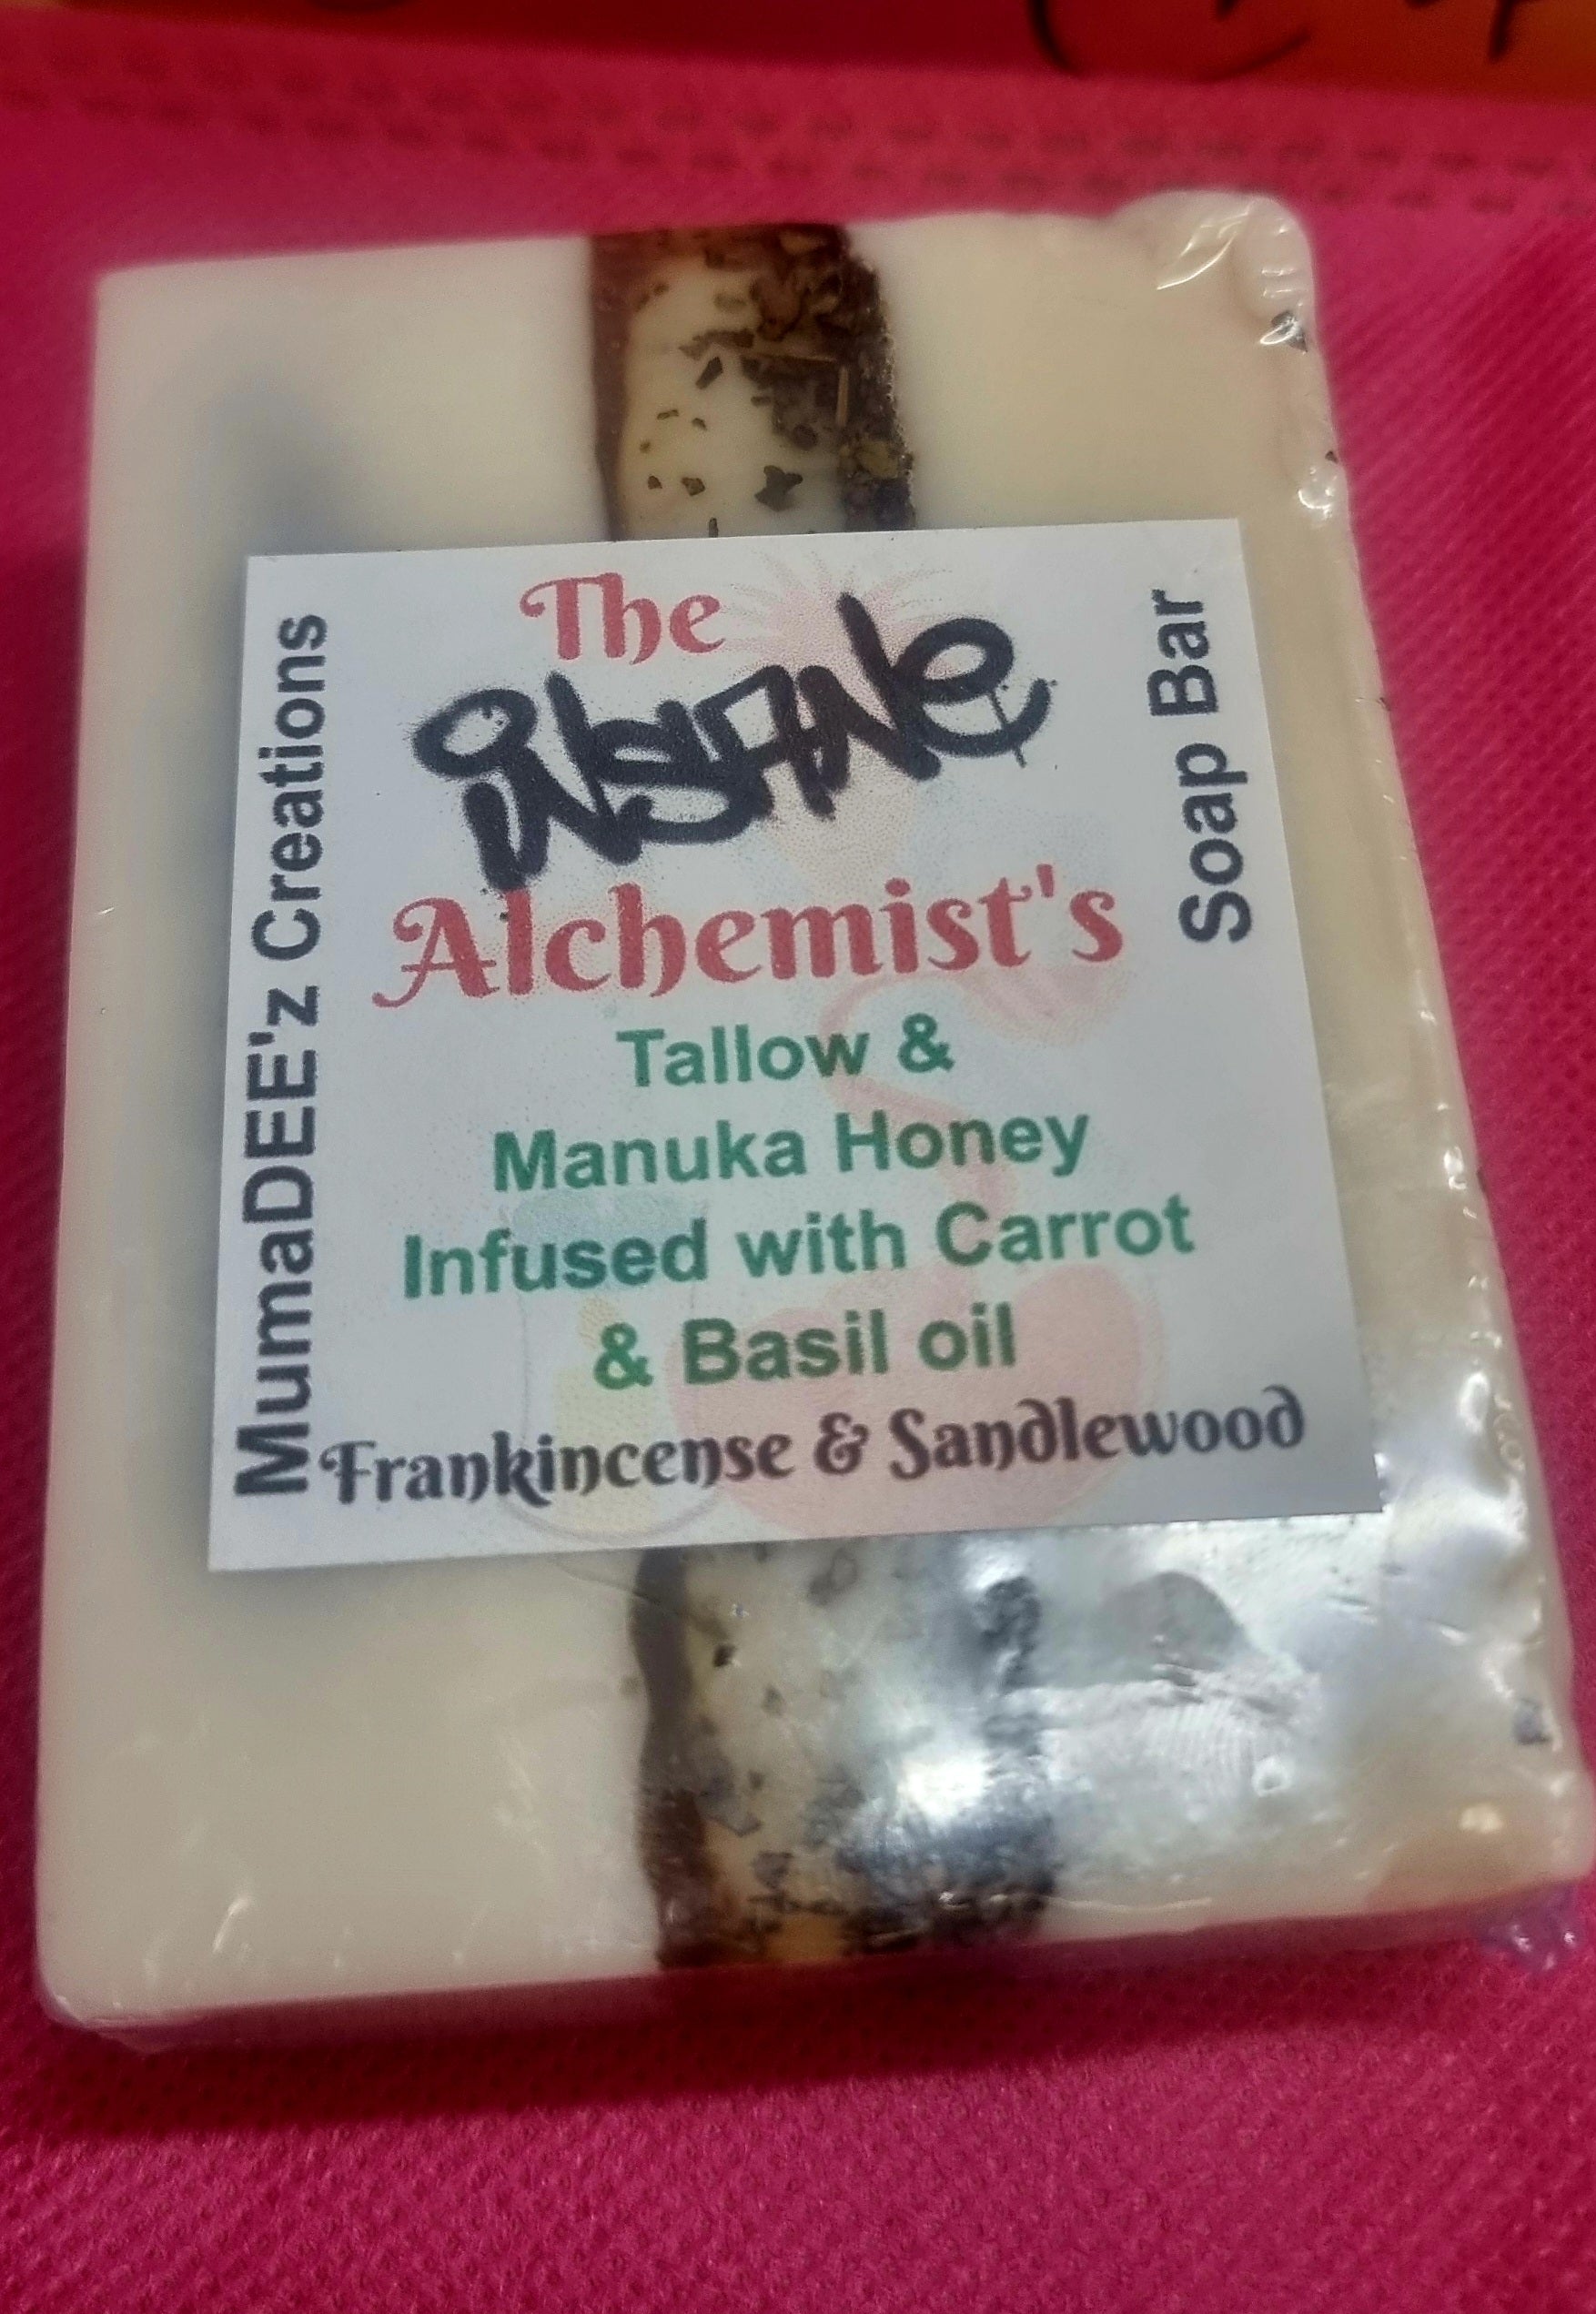 The
iNSANe
Alchemist's
Tallow &
Manuka Honey
Infused with Carrot
& Basil oil
Frankincense & Sandlewood
MumaDEE'z Creations
Soap Bar